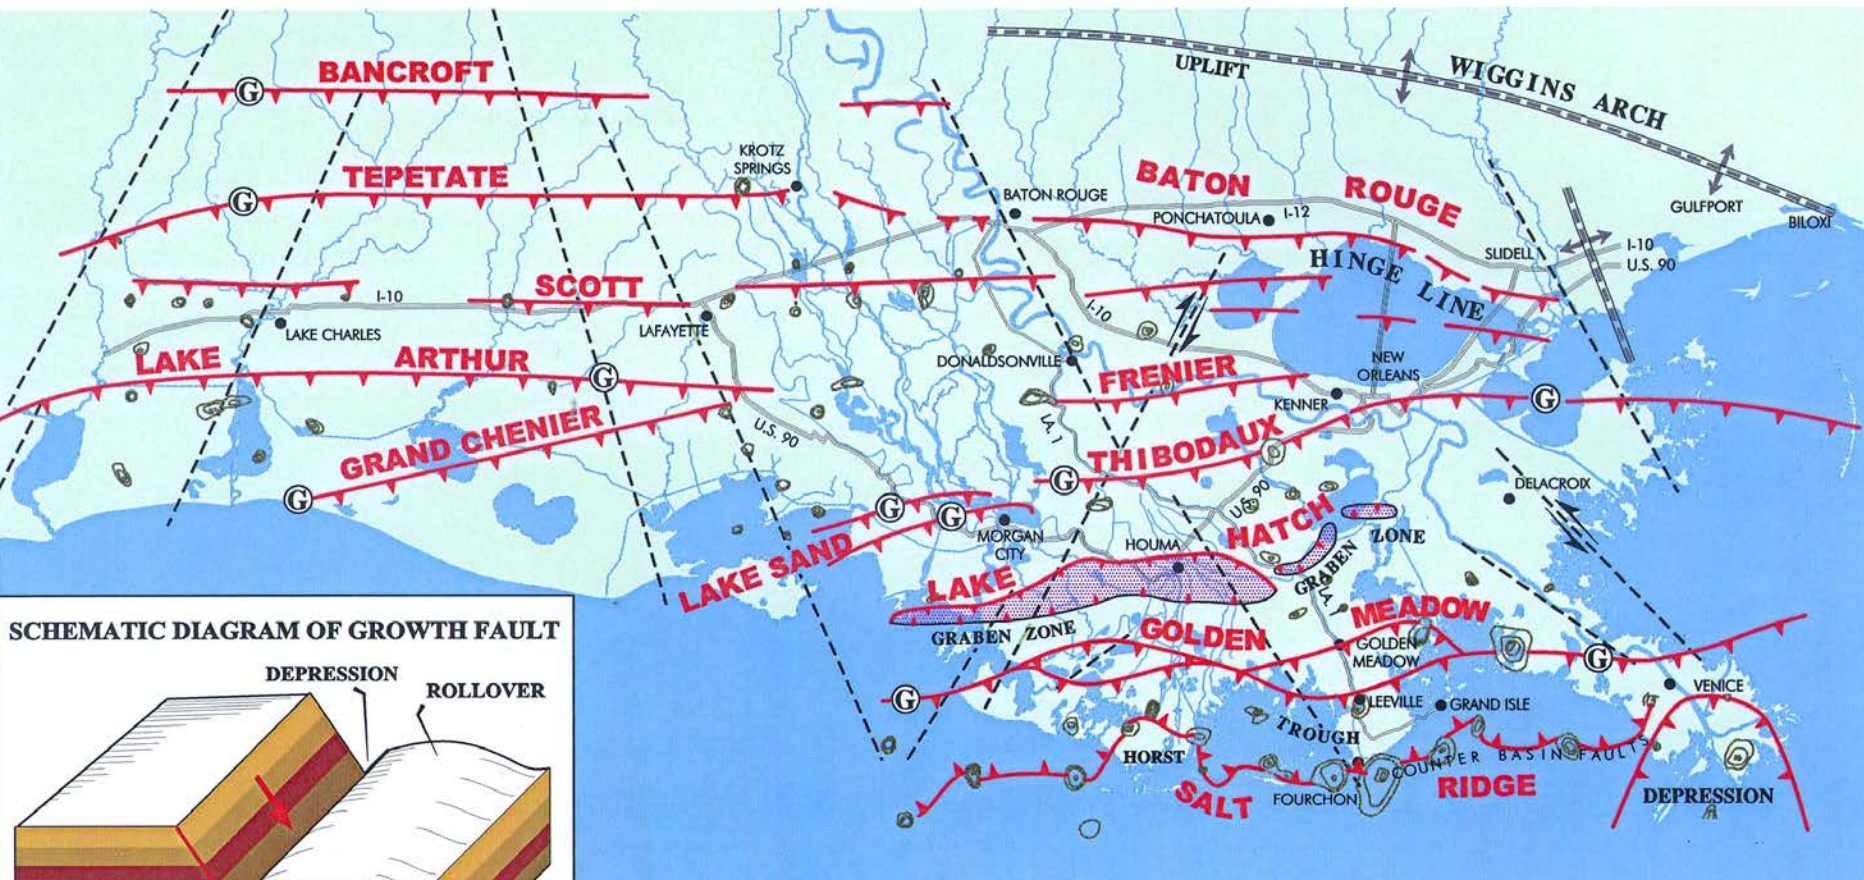 BANCROFT
G
UPLIFT
WIGGINS ARCH
KROTZ
SPRINGS
TEPETATE
G
BATON ROUGE
BATON ROUGE
PONCHATOULA
I-12
GULFPORT
BILOXI
SLIDELL
I-10
U.S. 90
HINGE LINE
SCOTT
I-10
I-10
LAKE CHARLES
LAFAYETTE
LAKE ARTHUR
G
DONALDSONVILLE
FRENIER
NEW
ORLEANS
KENNER
G
GRAND CHENIER
G
U.S. 90
LA. 1
THIBODAUX
G
DELACROIX
U.S. 90
G
G
MORGAN
CITY
HOUMA
HATCH
GRABEN ZONE
LAKE SAND
LAKE
LA. 1
GRABEN ZONE
GOLDEN MEADOW
GOLDEN
MEADOW
G
G
LEEVILLE
GRAND ISLE
VENICE
TROUGH
HORST
COUNTER BASIN FAULTS
SALT RIDGE
FOURCHON
DEPRESSION
SCHEMATIC DIAGRAM OF GROWTH FAULT
DEPRESSION
ROLLOVER